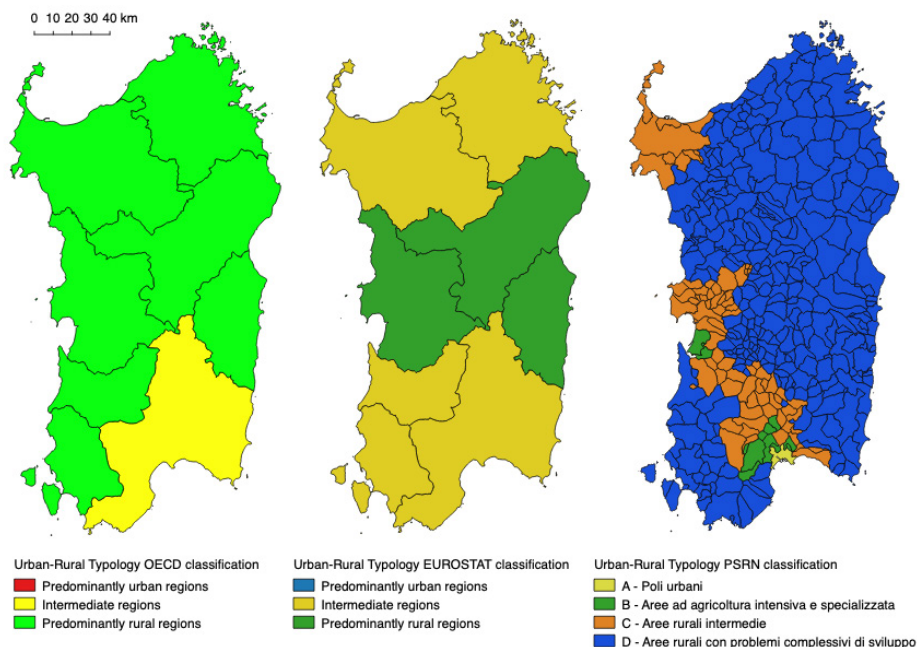 0 10 20 30 40 km
Urban-Rural Typology OECD classification
Predominantly urban regions
Intermediate regions
Predominantly rural regions
Urban-Rural Typology EUROSTAT classification
Predominantly urban regions
Intermediate regions
Predominantly rural regions
Urban-Rural Typology PSRN classification
A - Poli urbani
B - Aree ad agricoltura intensiva e specializzata
C - Aree rurali intermedie
D - Aree rurali con problemi complessivi di sviluppo